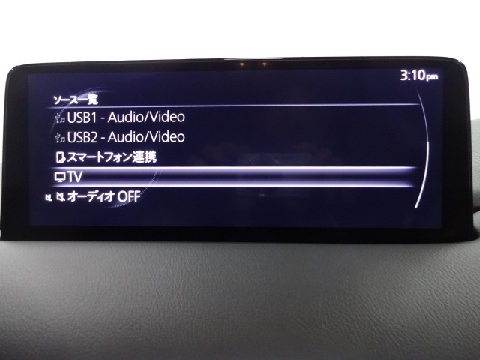 3:10pm
ソース一覧
USB1 - Audio/Video
USB2 - Audio/Video
スマートフォン連携
TV
オーディオ OFF